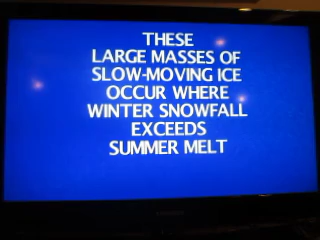 THESE
LARGE MASSES OF
SLOW-MOVING ICE
OCCUR WHERE
WINTER SNOWFALL
EXCEEDS
SUMMER MELT